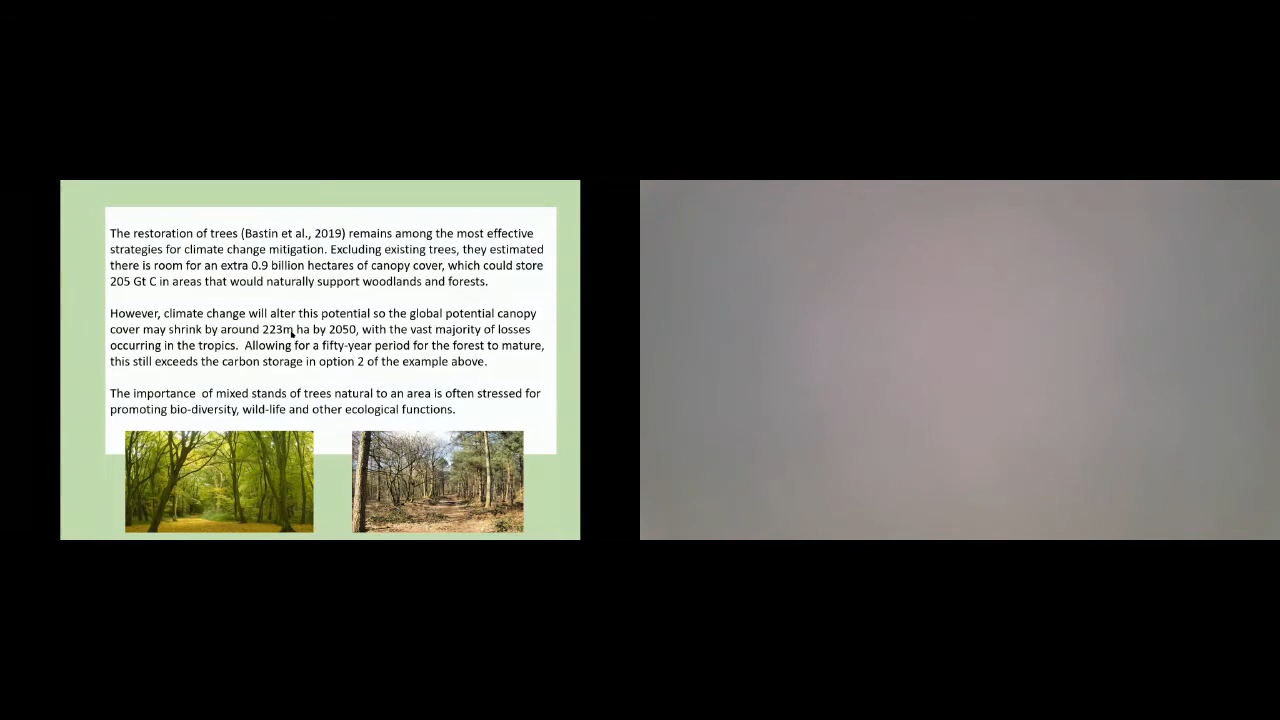 The restoration of trees (Bastin et al., 2019) remains among the most effective
strategies for climate change mitigation. Excluding existing trees, they estimated
there is room for an extra 0.9 billion hectares of canopy cover, which could store
205 Gt C in areas that would naturally support woodlands and forests.
However, climate change will alter this potential so the global potential canopy
cover may shrink by around 223m ha by 2050, with the vast majority of losses
occurring in the tropics.  Allowing for a fifty-year period for the forest to mature,
this still exceeds the carbon storage in option 2 of the example above.
The importance  of mixed stands of trees natural to an area is often stressed for
promoting bio-diversity, wild-life and other ecological functions.